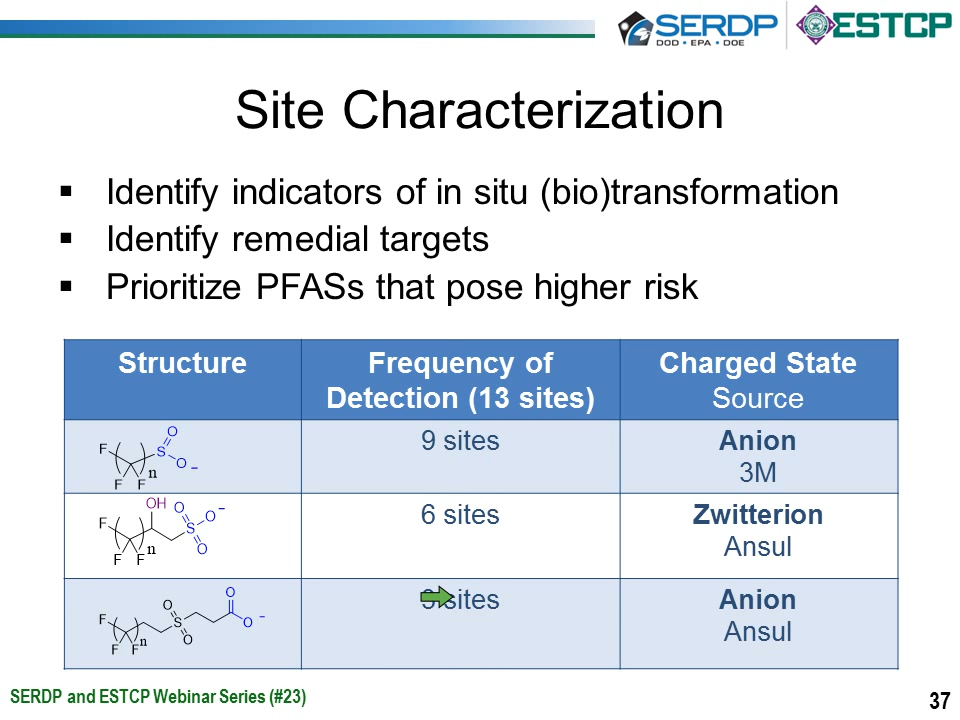 SERDP
DOD • EPA • DOE
ESTCP
Site Characterization
▪ Identify indicators of in situ (bio)transformation
▪ Identify remedial targets
▪ Prioritize PFASs that pose higher risk
Structure
Frequency of
Detection (13 sites)
Charged State
Source
F F F n S O O -
9 sites
Anion
3M
F F F n OH S O O O -
6 sites
Zwitterion
Ansul
F F F n O S O O O -
sites
Anion
Ansul
SERDP and ESTCP Webinar Series (#23)
37